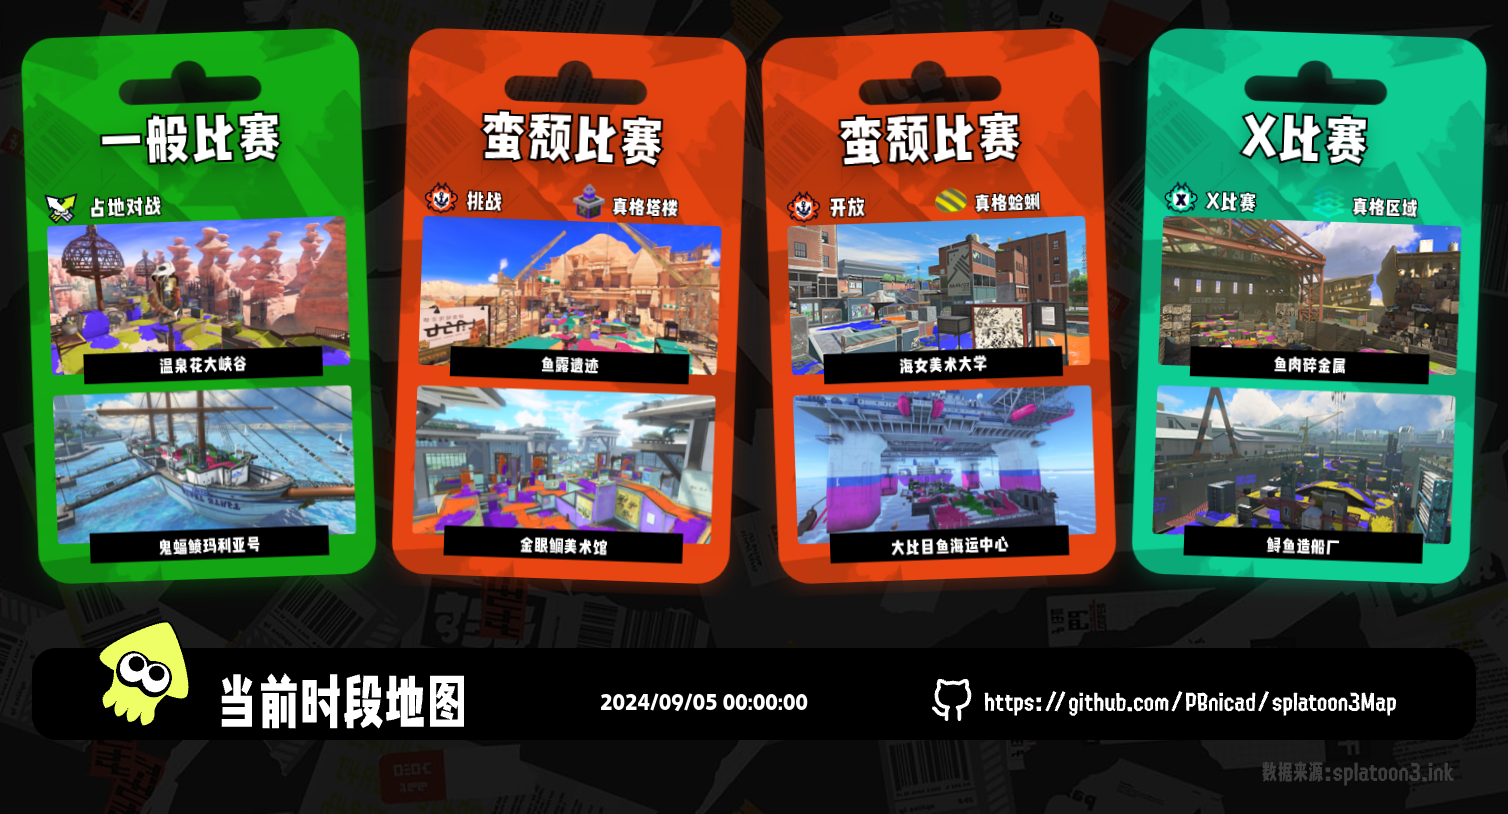 一般比赛
占地对战
温泉花大峡谷
鬼蝠鲼玛利亚号
蛮颓比赛
挑战
真格塔楼
鱼露遗迹
金眼鲷美术馆
蛮颓比赛
开放
真格蛤蜊
海女美术大学
大比目鱼海运中心
X比赛
X比赛
真格区域
鱼肉碎金属
鲟鱼造船厂
当前时段地图
2024/09/05 00:00:00
https://github.com/PBnicad/splatoon3Map
数据来源:splatoon3.ink